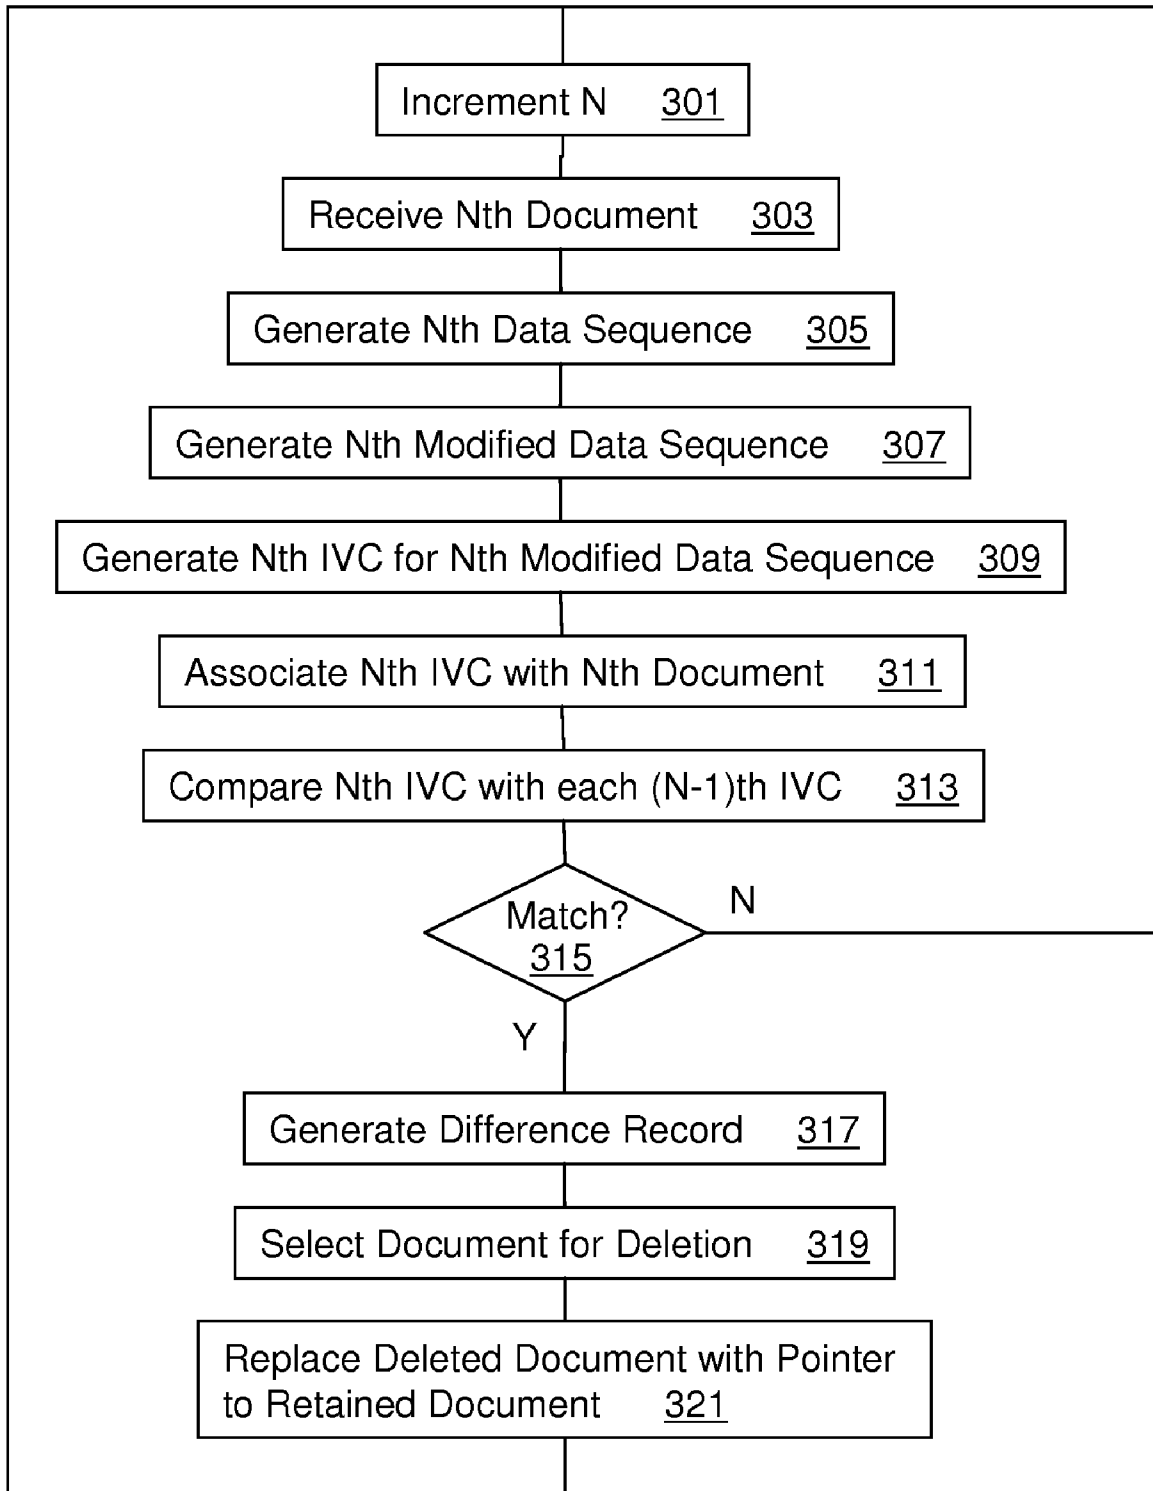 Increment N 301
Receive Nth Document 303
Generate Nth Data Sequence 305
Generate Nth Modified Data Sequence 307
Generate Nth IVC for Nth Modified Data Sequence 309
Associate Nth IVC with Nth Document 311
Compare Nth IVC with each (N-1)th IVC 313
N
Match?
315
Y
Generate Difference Record 317
Select Document for Deletion 319
Replace Deleted Document with Pointer
to Retained Document 321